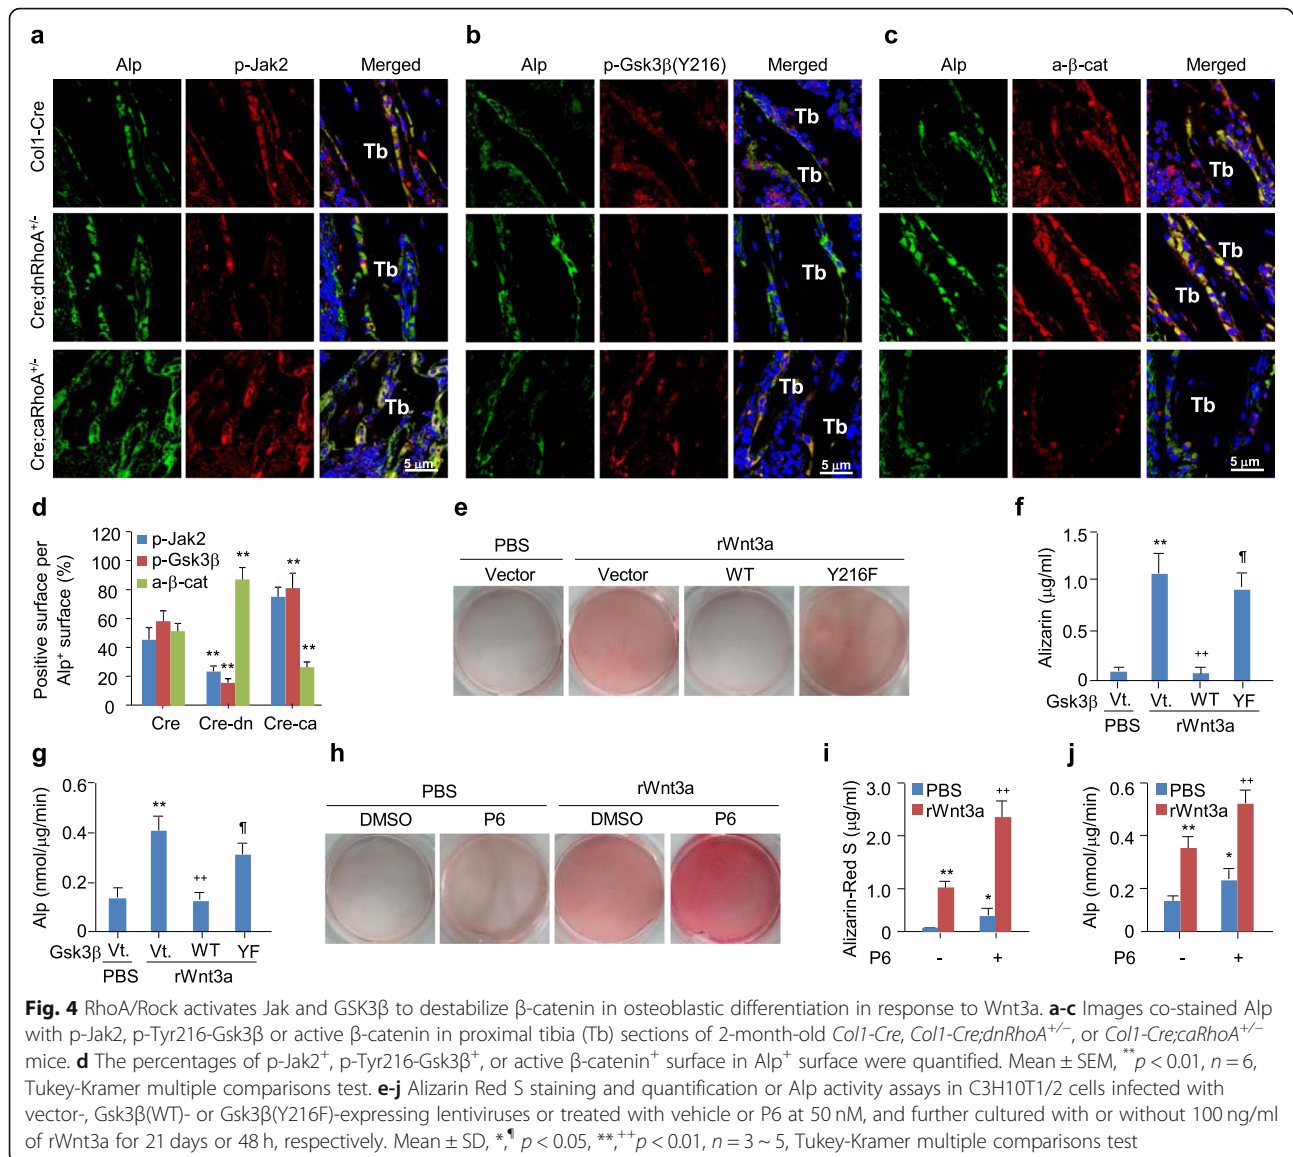 a
Alp p-Jak2 Merged
Col1-Cre
Tb
Cre;dnRhoA+/-
Tb
Cre;caRhoA+/-
Tb
5 µm
b
Alp p-Gsk3β(Y216) Merged
Tb
Tb
Tb
Tb
Tb
5 µm
c
Alp a-β-cat Merged
Tb
Tb
Tb
Tb
5 µm
d
Positive surface per
Alp+ surface (%)
120
100
80
60
40
20
0
p-Jak2
p-Gsk3β
a-β-cat
** ** ** ** **
Cre Cre-dn Cre-ca
e
PBS rWnt3a
Vector Vector WT Y216F
f
Alizarin (µg/ml)
1.5
1.0
0.5
0
** ++ ¶
Gsk3β Vt. Vt. WT YF
PBS rWnt3a
g
Alp (nmol/µg/min)
0.6
0.4
0.2
0
** ++ ¶
Gsk3β Vt. Vt. WT YF
PBS rWnt3a
h
PBS rWnt3a
DMSO P6 DMSO P6
i
Alizarin-Red S (µg/ml)
3.0
2.0
1.0
0
PBS
rWnt3a
** * ++
P6 - +
j
Alp (nmol/µg/min)
0.6
0.4
0.2
0
PBS
rWnt3a
** * ++
P6 - +
Fig. 4 RhoA/Rock activates Jak and GSK3β to destabilize β-catenin in osteoblastic differentiation in response to Wnt3a. a-c Images co-stained Alp
with p-Jak2, p-Tyr216-Gsk3β or active β-catenin in proximal tibia (Tb) sections of 2-month-old Col1-Cre, Col1-Cre;dnRhoA+/−, or Col1-Cre;caRhoA+/−
mice. d The percentages of p-Jak2+, p-Tyr216-Gsk3β+, or active β-catenin+ surface in Alp+ surface were quantified. Mean ± SEM, **p < 0.01, n = 6,
Tukey-Kramer multiple comparisons test. e-j Alizarin Red S staining and quantification or Alp activity assays in C3H10T1/2 cells infected with
vector-, Gsk3β(WT)- or Gsk3β(Y216F)-expressing lentiviruses or treated with vehicle or P6 at 50 nM, and further cultured with or without 100 ng/ml
of rWnt3a for 21 days or 48 h, respectively. Mean ± SD, *,¶ p < 0.05, **,++p < 0.01, n = 3 ~ 5, Tukey-Kramer multiple comparisons test